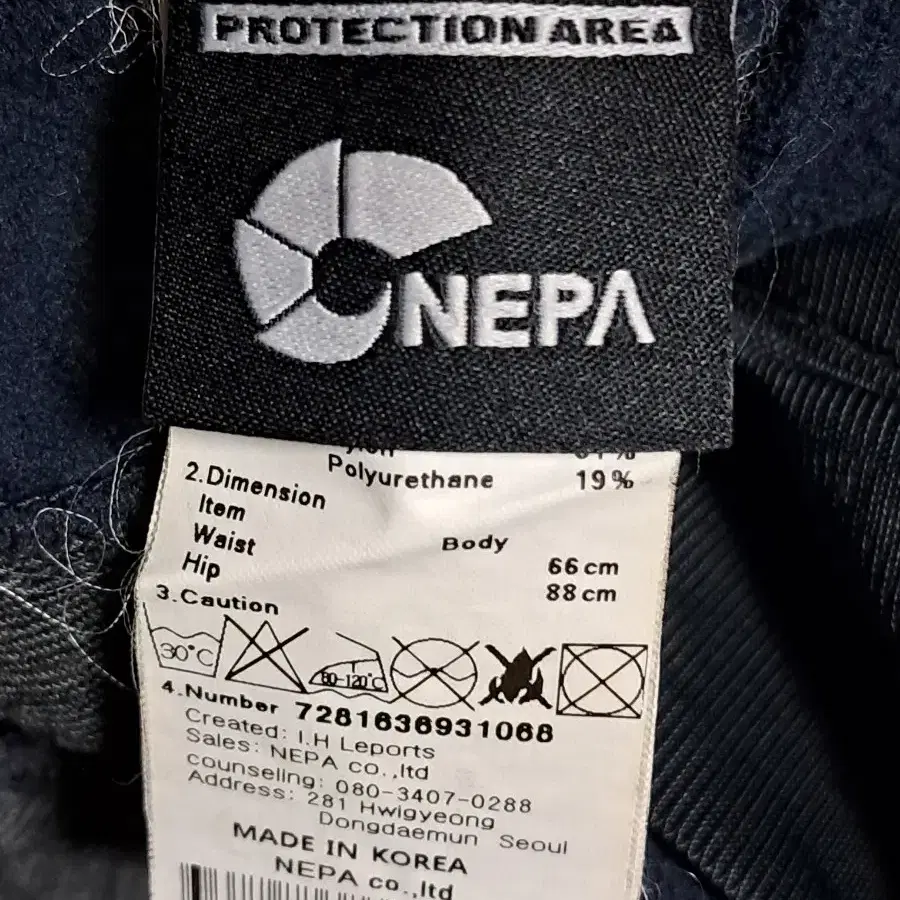 PROTECTION AREA
NEPA
Polyurethane 19%
2.Dimension
Item Body
Waist 66cm
Hip 88cm
3.Caution
30°C 80-120°C
4.Number 7281636931068
Created: I.H Leports
Sales: NEPA co.,ltd
counseling: 080-3407-0288
Address: 281 Hwigyeong
Dongdaemun Seoul
MADE IN KOREA
NEPA co.,ltd